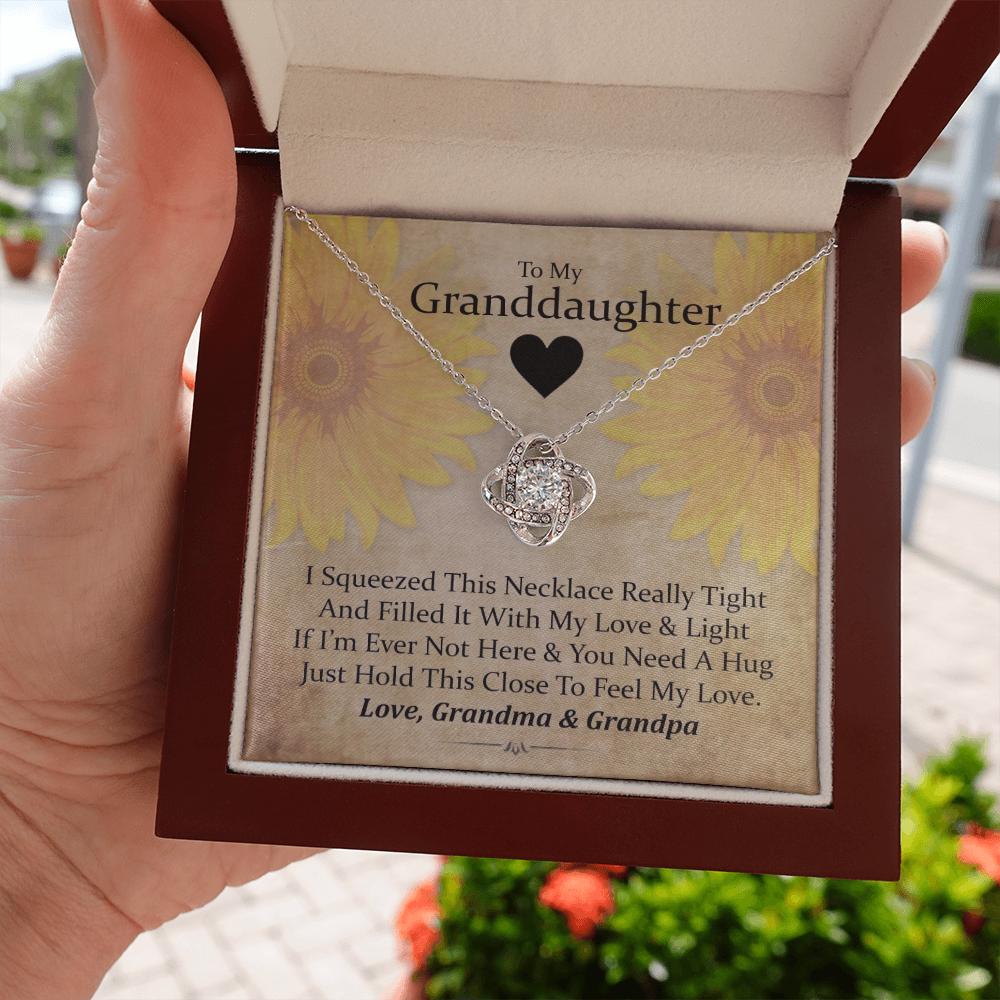 To My
Granddaughter
I Squeezed This Necklace Really Tight
And Filled It With My Love & Light
If I'm Ever Not Here & You Need A Hug
Just Hold This Close To Feel My Love.
Love, Grandma & Grandpa